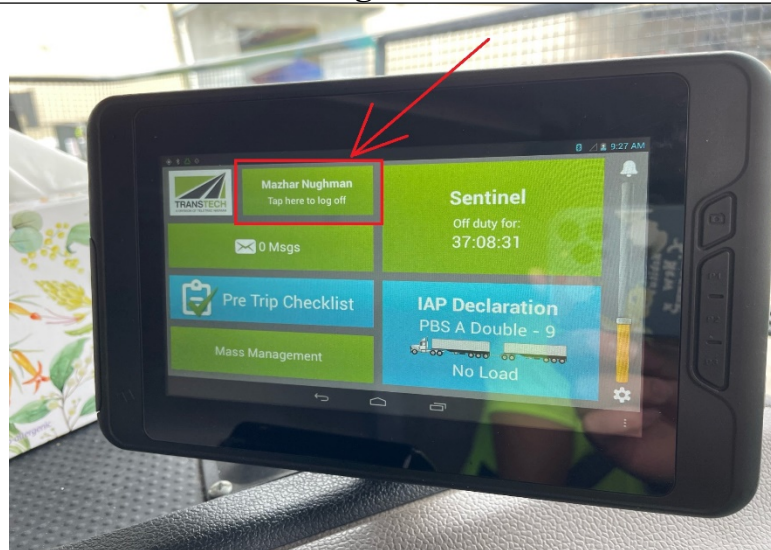 9:27 AM
TRANSTECH
Mazhar Nughman
Tap here to log off
Sentinel
Off duty for:
37:08:31
0 Msgs
Pre Trip Checklist
IAP Declaration
PBS A Double - 9
No Load
Mass Management